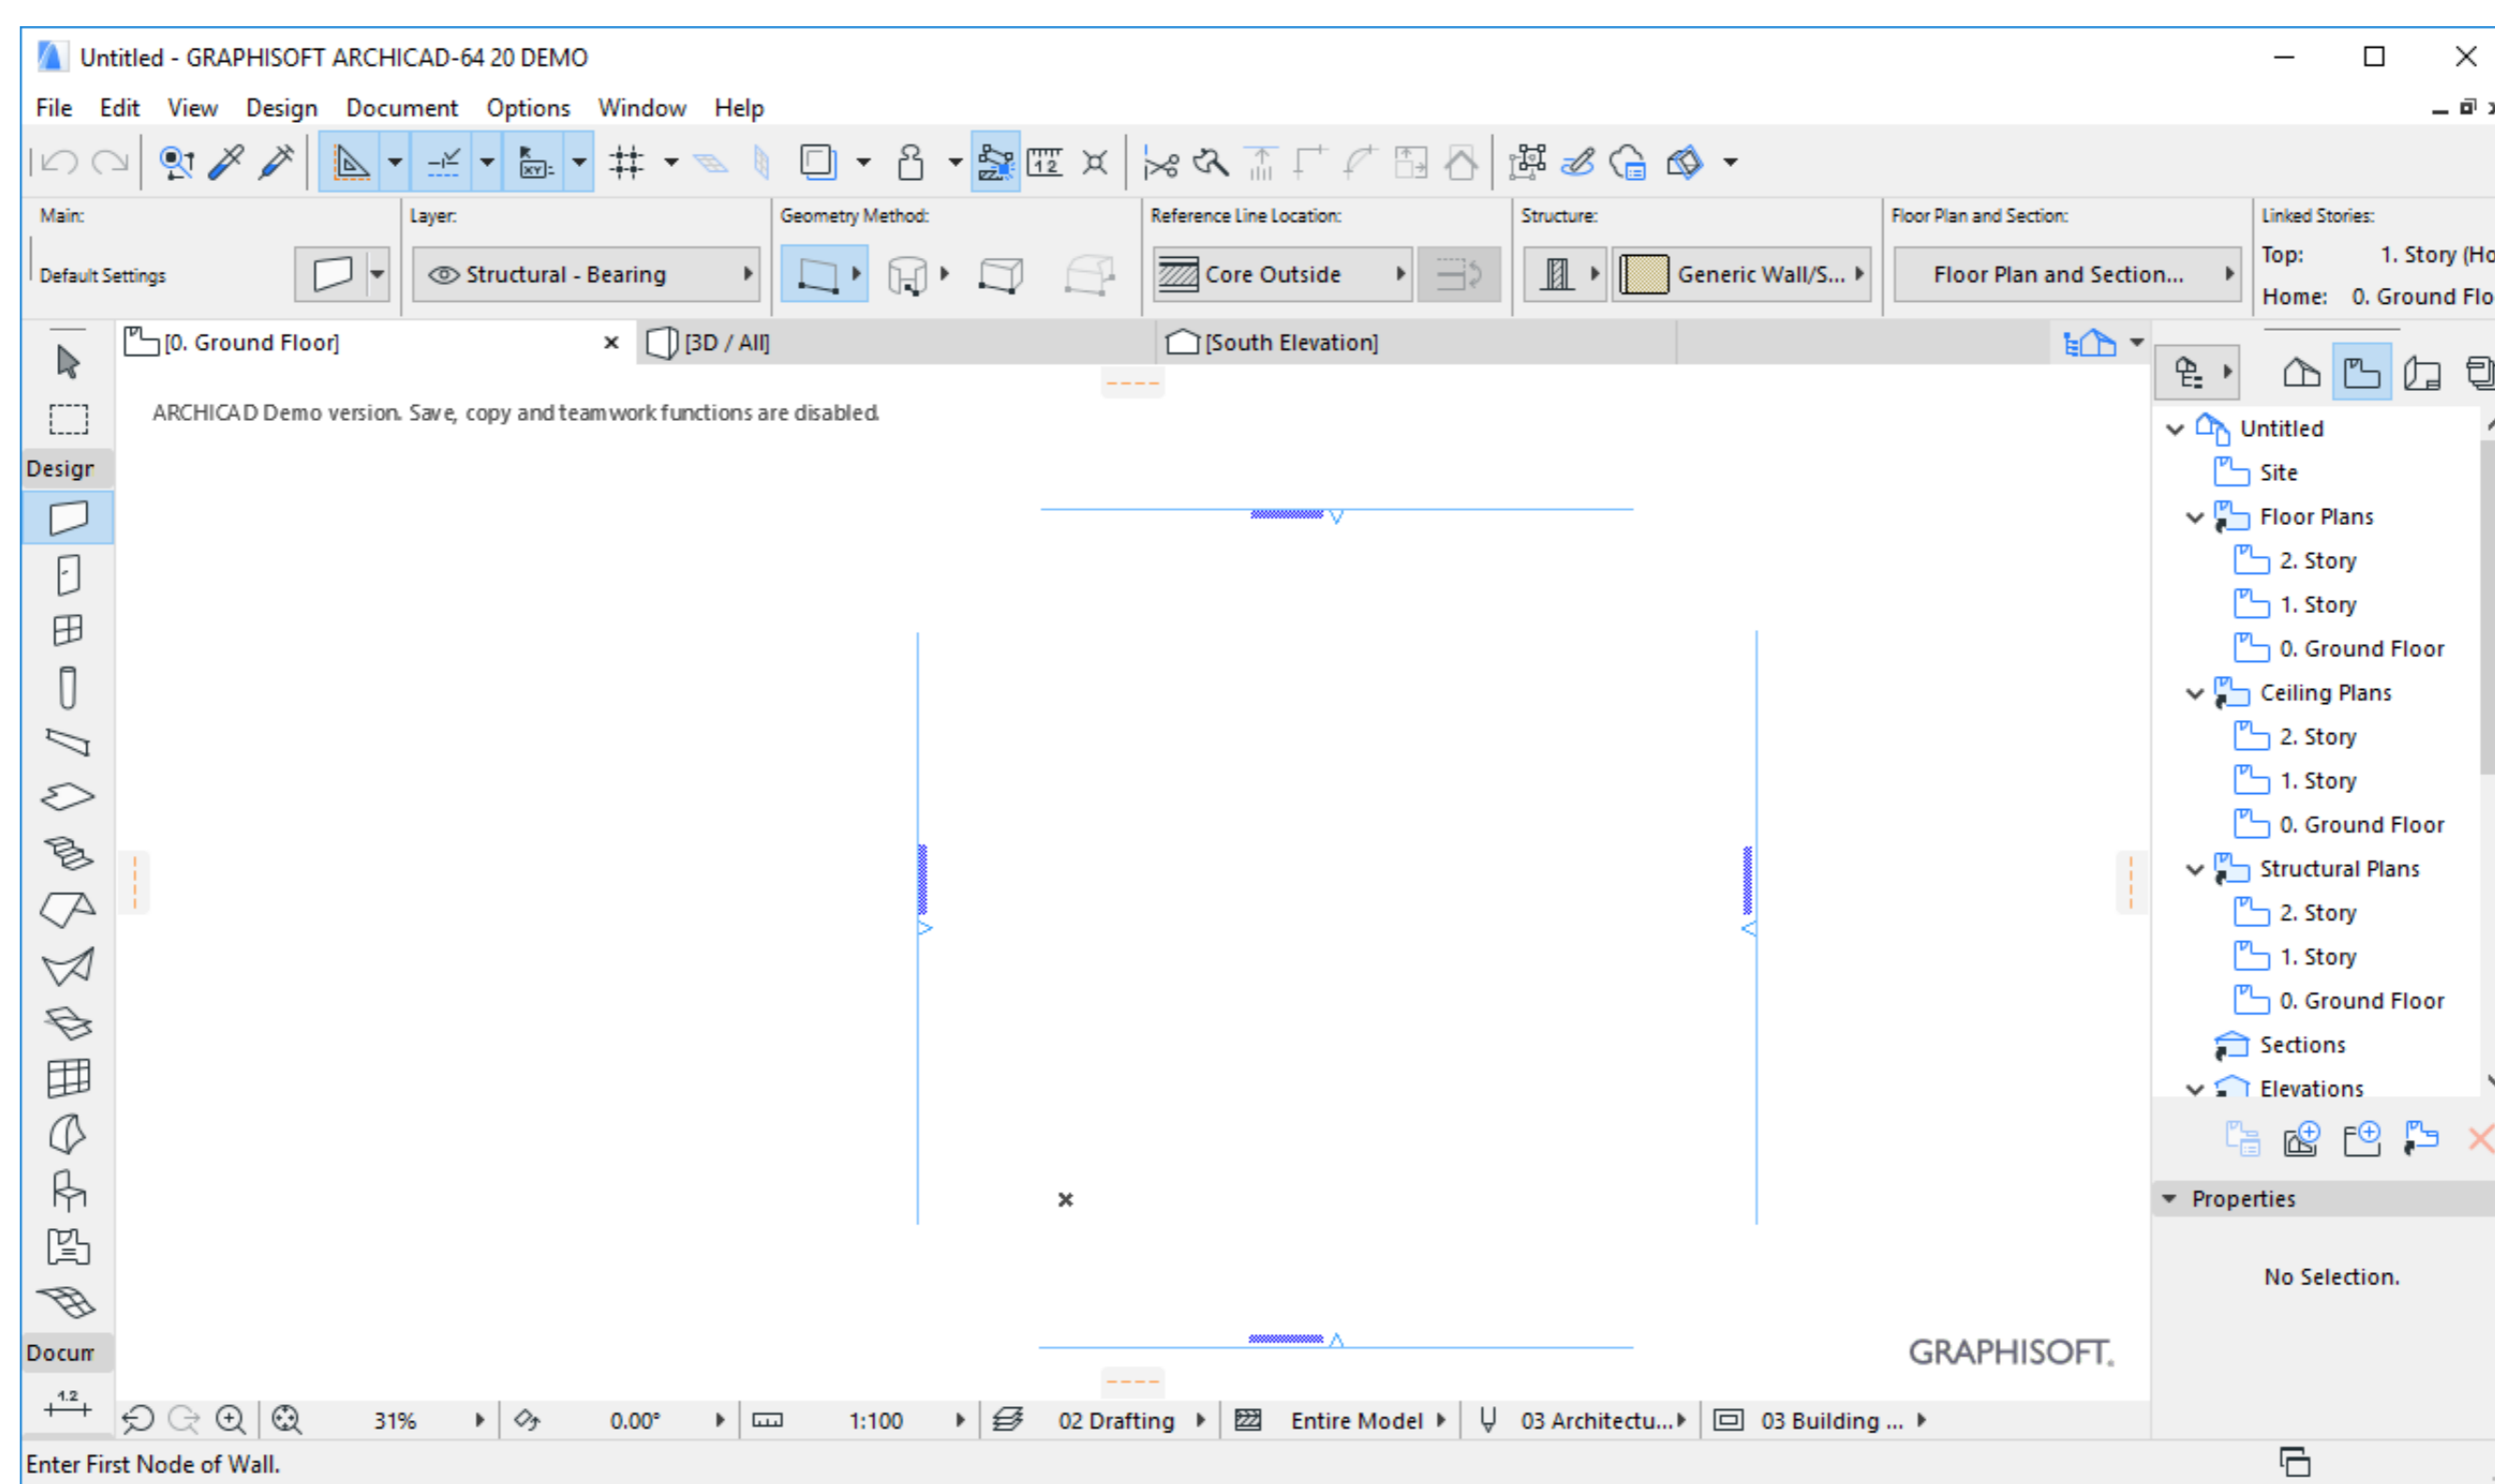 Untitled - GRAPHISOFT ARCHICAD-64 20 DEMO
File Edit View Design Document Options Window Help
Main:
Default Settings
Layer:
Structural - Bearing
Geometry Method:
Reference Line Location:
Core Outside
Structure:
Generic Wall/S...
Floor Plan and Section:
Floor Plan and Section...
Linked Stories:
Top: 1. Story (Ho
Home: 0. Ground Flo
[0. Ground Floor]
[3D / All]
[South Elevation]
ARCHICAD Demo version. Save, copy and teamwork functions are disabled.
Design
Docum
1.2
Untitled
Site
Floor Plans
2. Story
1. Story
0. Ground Floor
Ceiling Plans
2. Story
1. Story
0. Ground Floor
Structural Plans
2. Story
1. Story
0. Ground Floor
Sections
Elevations
Properties
No Selection.
GRAPHISOFT.
31% 0.00° 1:100 02 Drafting Entire Model 03 Architectu... 03 Building ...
Enter First Node of Wall.